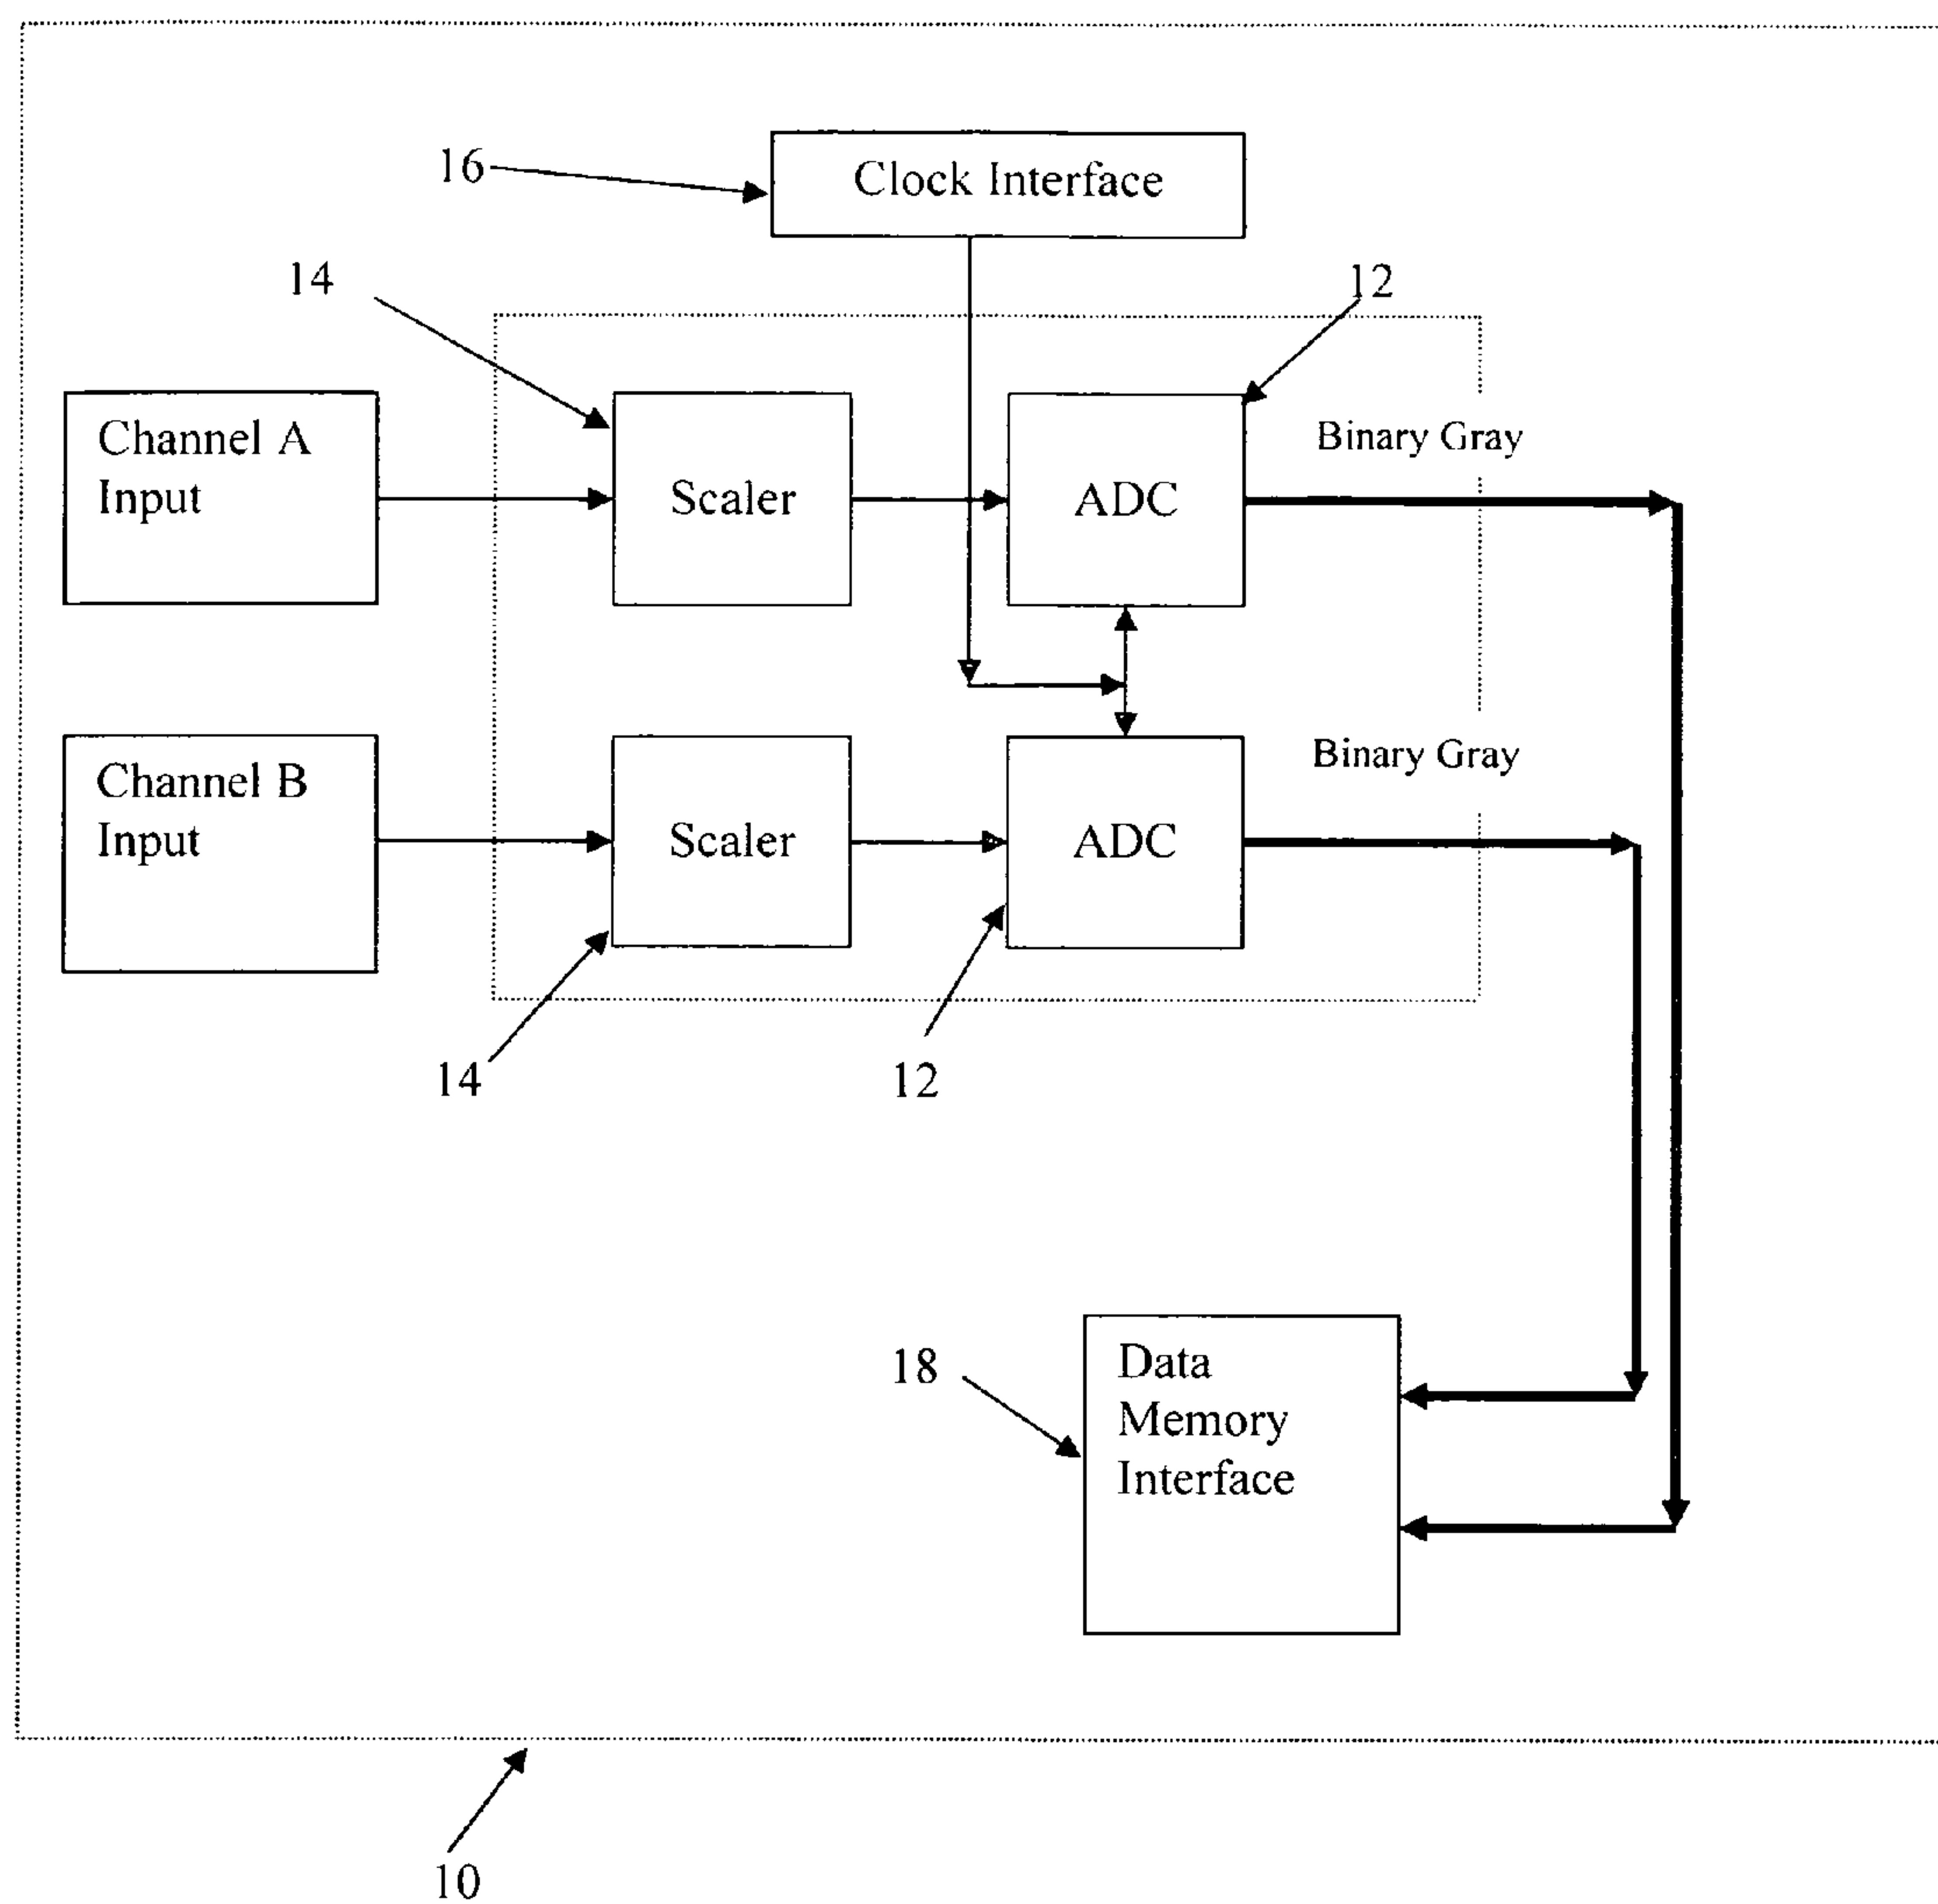 16
Clock Interface
14
12
Channel A
Input
Scaler
ADC
Binary Gray
Channel B
Input
Scaler
ADC
Binary Gray
14
12
18
Data
Memory
Interface
10